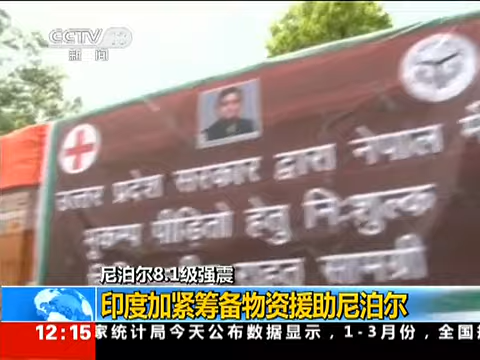 CCTV 13
新闻
उत्तर प्रदेश सरकार द्वारा नेपाल में
भूकम्प पीड़ितो हेतु नि:शुल्क
राहत सामग्री
尼泊尔8.1级强震
印度加紧筹备物资援助尼泊尔
12:15
家统计局今天公布数据显示，1-3月份，全国